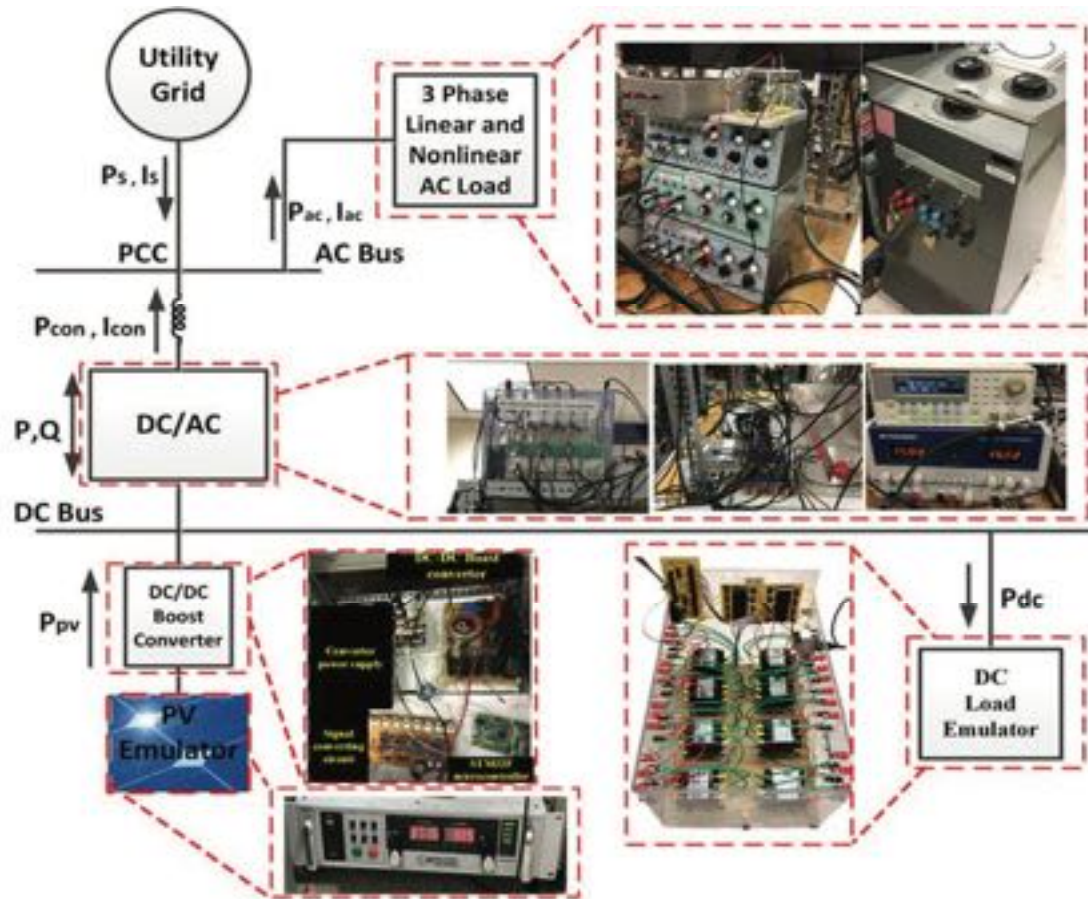 Utility
Grid
3 Phase
Linear and
Nonlinear
AC Load
Ps , Is
Pac , Iac
PCC
AC Bus
Pcon , Icon
P,Q
DC/AC
DC Bus
DC/DC
Boost
Converter
Ppv
PV
Emulator
DC-DC Boost
converter
Converter
power supply
Signal
converting
circuit
microcontroller
Pdc
DC
Load
Emulator